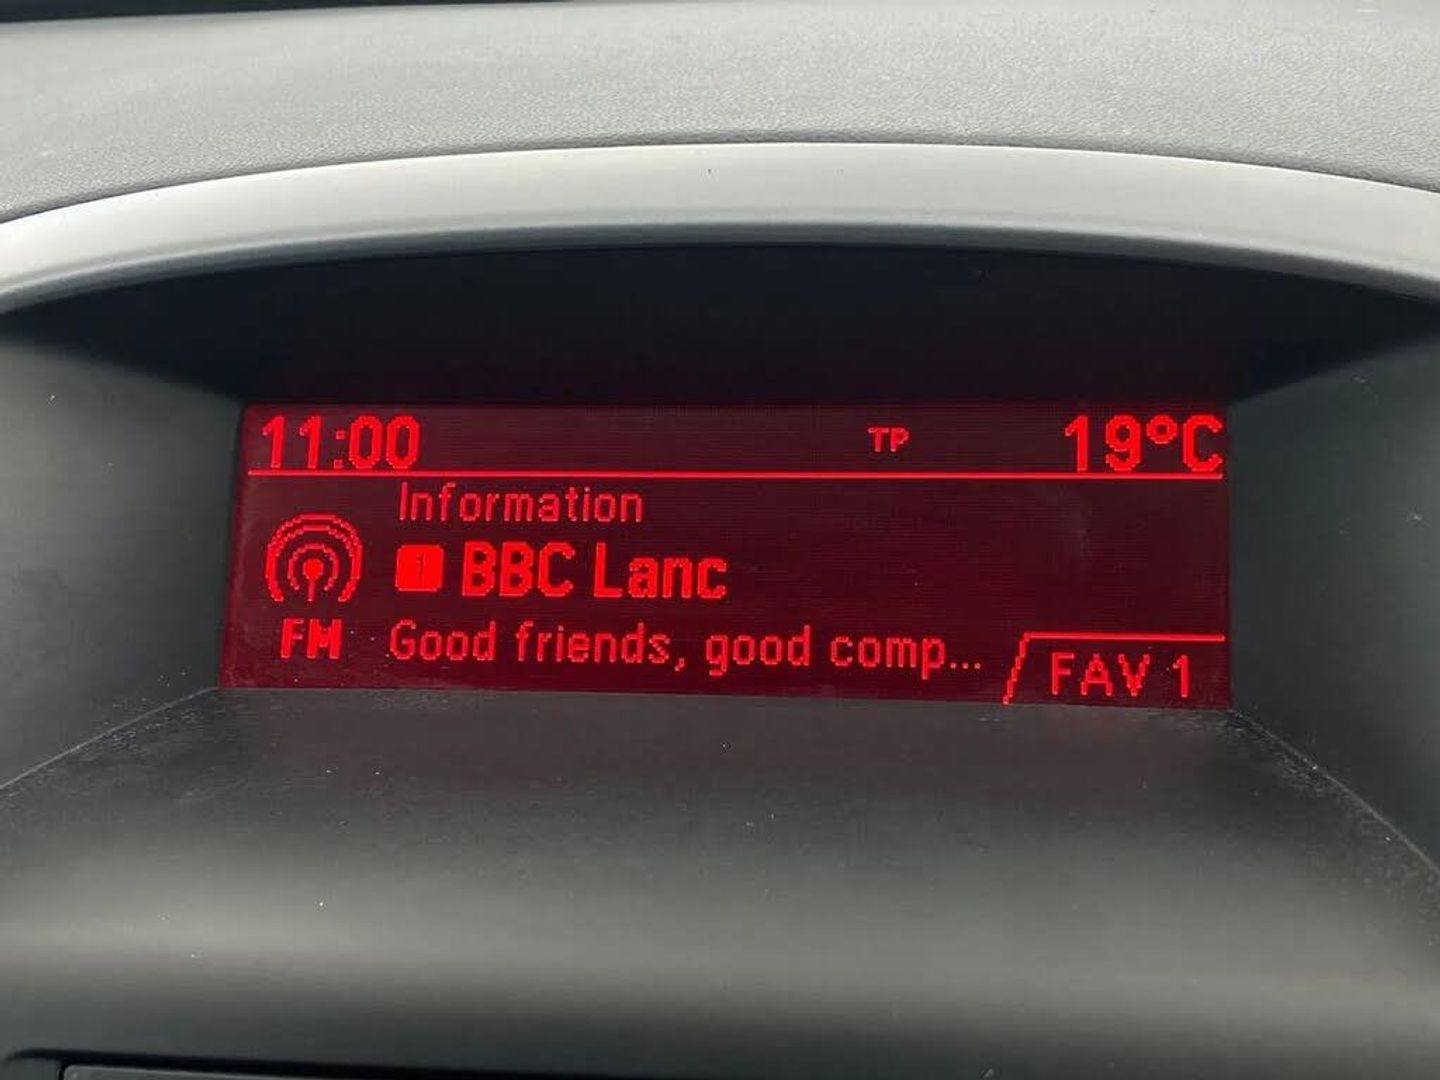 11:00 TP 19°C
Information
1 BBC Lanc
FM Good friends, good comp... FAV 1